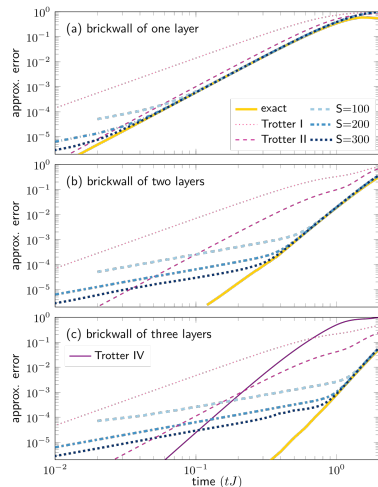 10⁰
10⁻¹
10⁻²
10⁻³
10⁻⁴
10⁻⁵
approx. error
(a) brickwall of one layer
exact
Trotter I
Trotter II
S=100
S=200
S=300
10⁰
10⁻¹
10⁻²
10⁻³
10⁻⁴
10⁻⁵
approx. error
(b) brickwall of two layers
10⁰
10⁻¹
10⁻²
10⁻³
10⁻⁴
10⁻⁵
approx. error
(c) brickwall of three layers
Trotter IV
10⁻²
10⁻¹
10⁰
time (tJ)